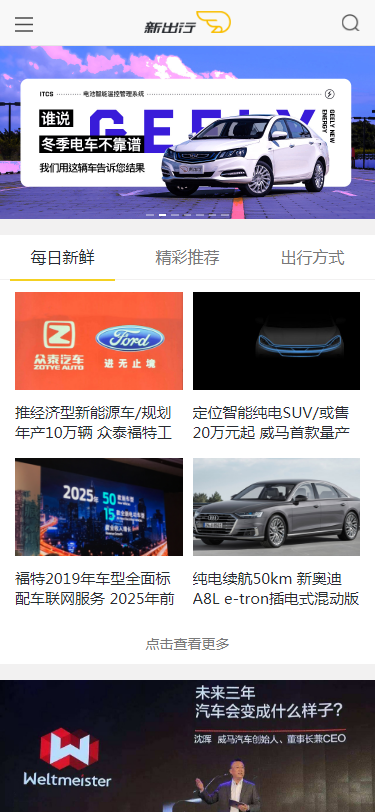 新出行
ITCS
电池智能温控管理系统
谁说
GEELY
冬季电车不靠谱
我们用这辆车告诉您结果
GEELY NEW
ENERGY
每日新鲜
精彩推荐
出行方式
众泰汽车
ZOTYE AUTO
Ford
进无止境
推经济型新能源车/规划
年产10万辆 众泰福特工
定位智能纯电SUV/或售
20万元起 威马首款量产
2025年
50
15
福特2019年车型全面标
配车联网服务 2025年前
纯电续航50km 新奥迪
A8L e-tron插电式混动版
点击查看更多
未来三年
汽车会变成什么样子?
沈晖 威马汽车创始人、董事长兼CEO
Weltmeister